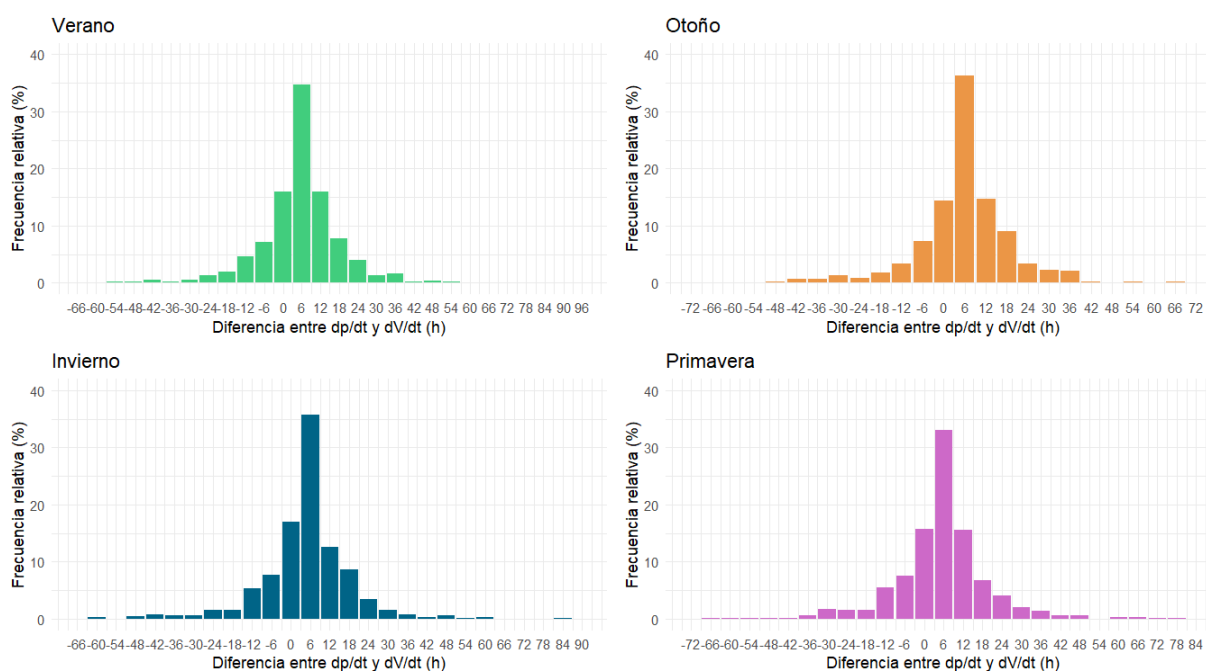 Verano
Frecuencia relativa (%)
40
30
20
10
0
-66-60-54-48-42-36-30-24-18-12 -6 0 6 12 18 24 30 36 42 48 54 60 66 72 78 84 90 96
Diferencia entre dp/dt y dV/dt (h)
Otoño
Frecuencia relativa (%)
40
30
20
10
0
-72-66-60-54-48-42-36-30-24-18-12 -6 0 6 12 18 24 30 36 42 48 54 60 66 72
Diferencia entre dp/dt y dV/dt (h)
Invierno
Frecuencia relativa (%)
40
30
20
10
0
-66-60-54-48-42-36-30-24-18-12 -6 0 6 12 18 24 30 36 42 48 54 60 66 72 78 84 90
Diferencia entre dp/dt y dV/dt (h)
Primavera
Frecuencia relativa (%)
40
30
20
10
0
-72-66-60-54-48-42-36-30-24-18-12 -6 0 6 12 18 24 30 36 42 48 54 60 66 72 78 84
Diferencia entre dp/dt y dV/dt (h)